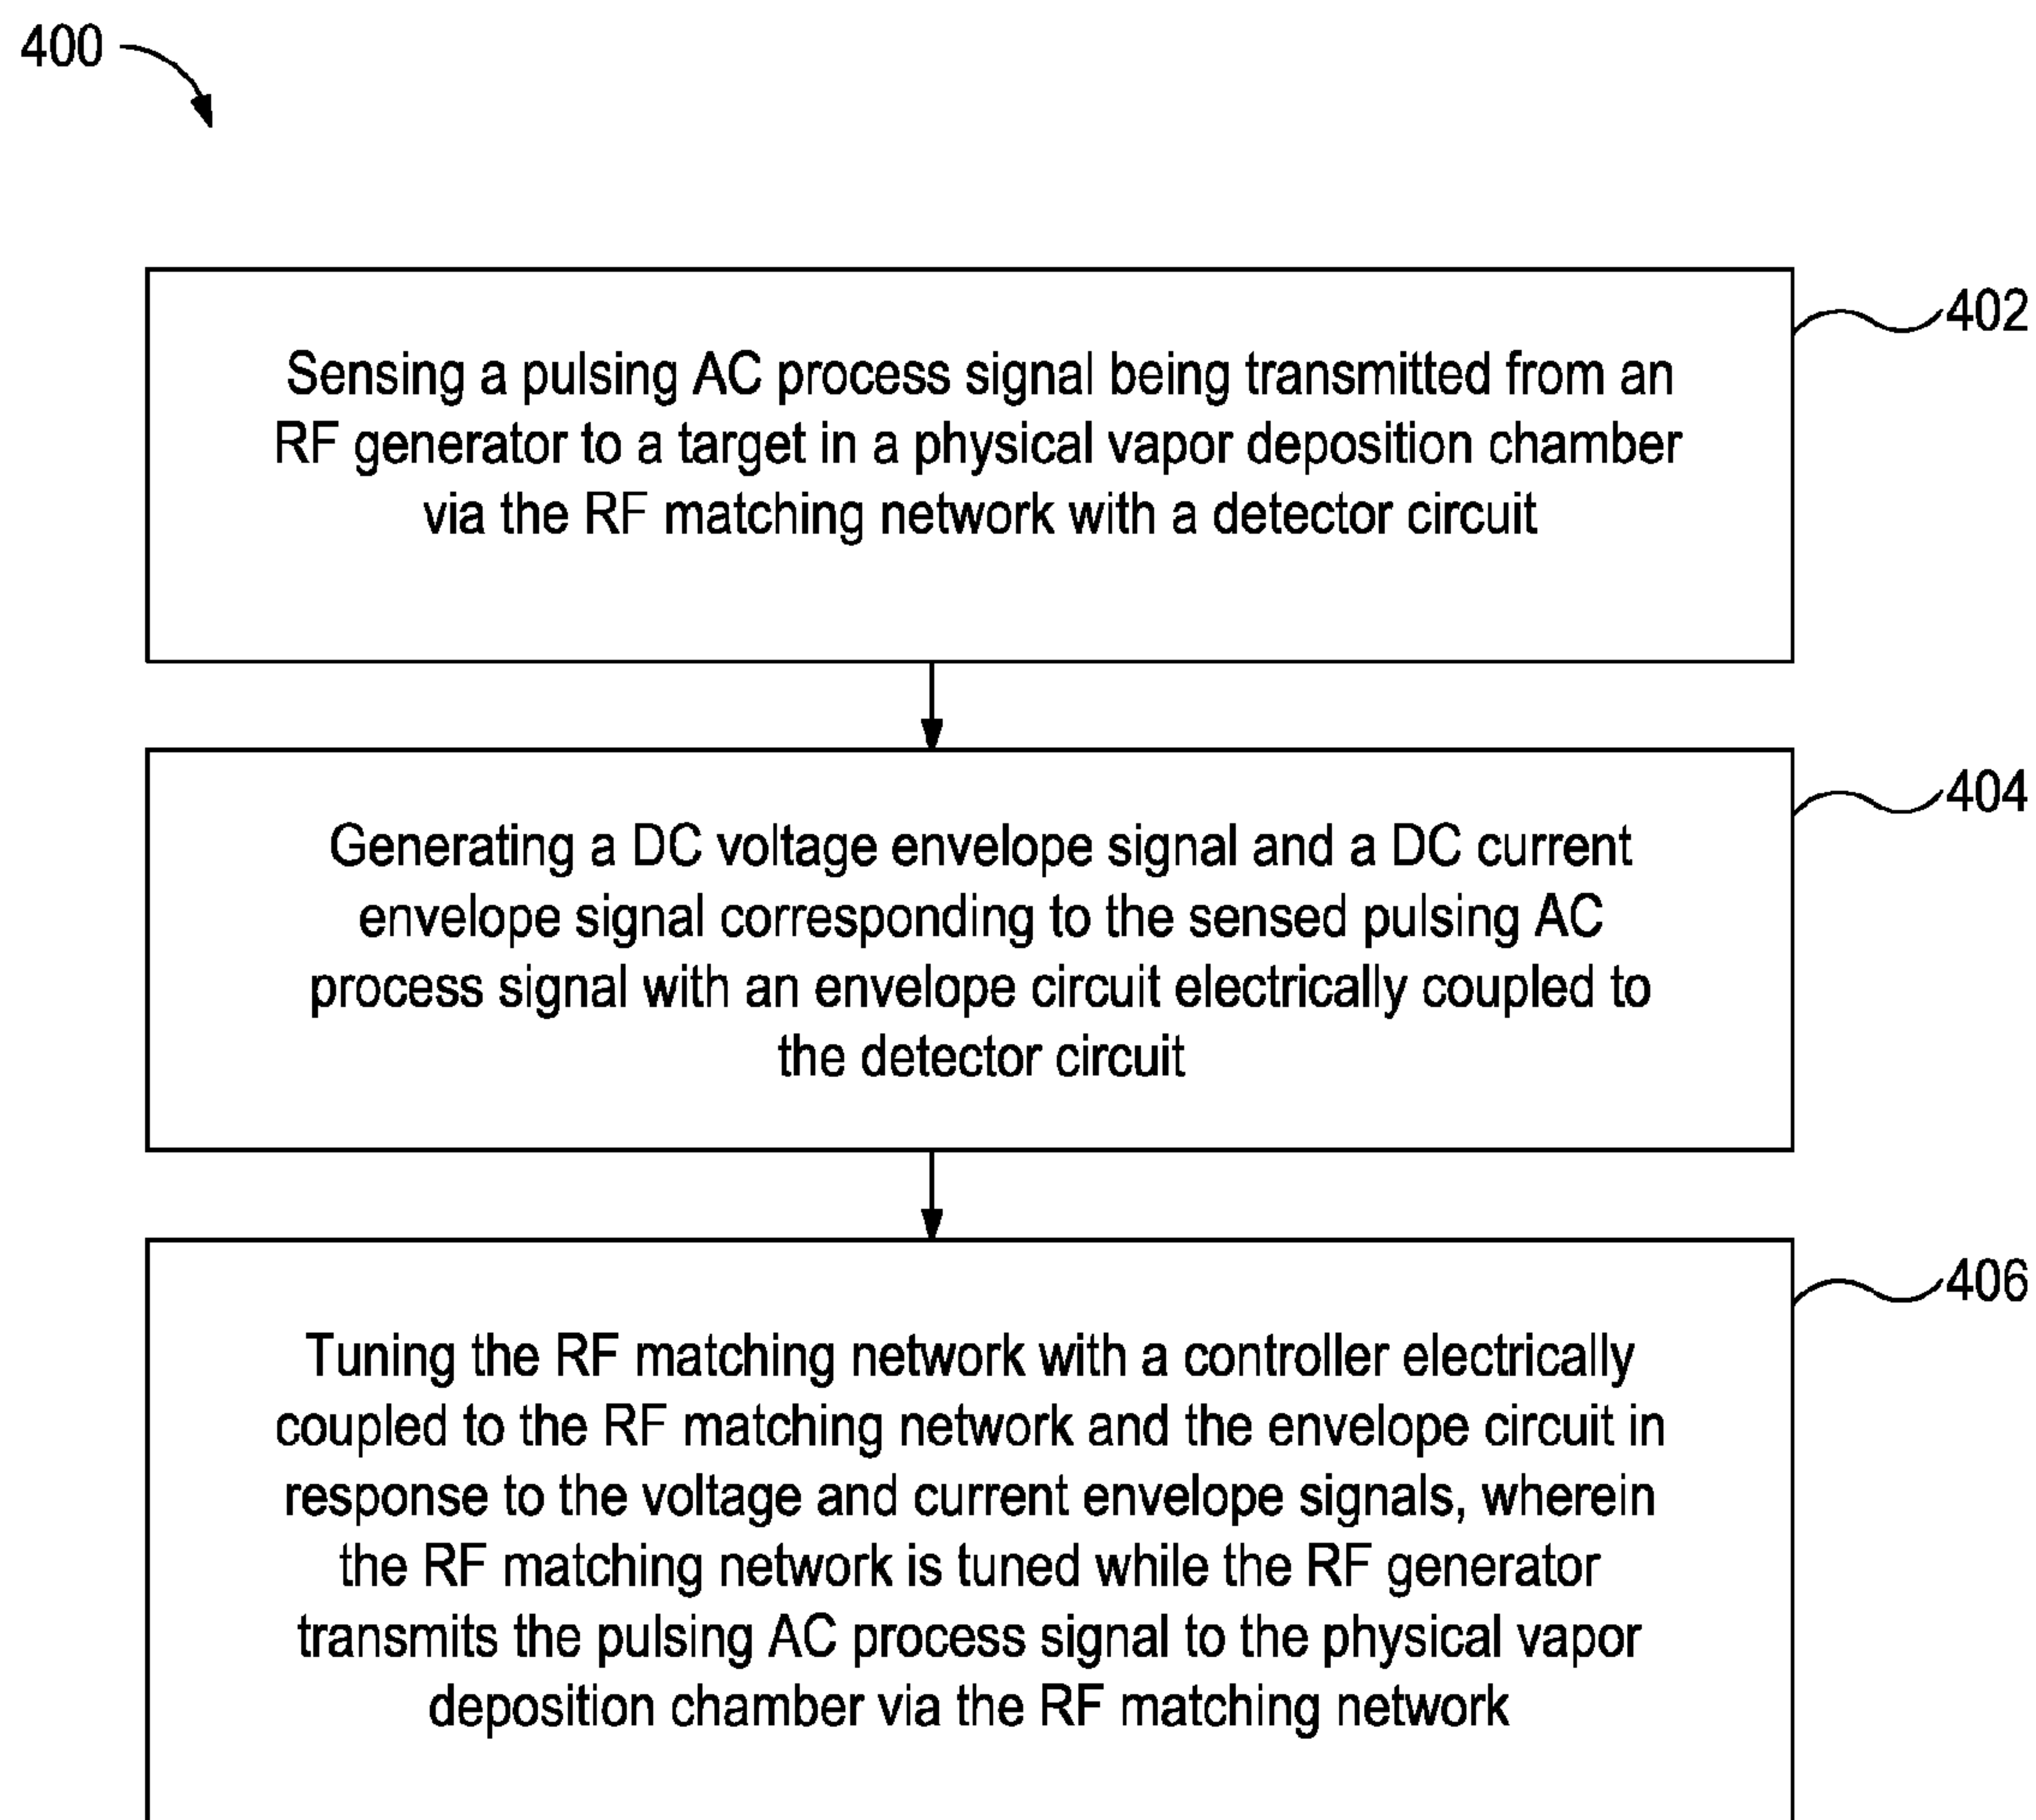 400
402
Sensing a pulsing AC process signal being transmitted from an
RF generator to a target in a physical vapor deposition chamber
via the RF matching network with a detector circuit
404
Generating a DC voltage envelope signal and a DC current
envelope signal corresponding to the sensed pulsing AC
process signal with an envelope circuit electrically coupled to
the detector circuit
406
Tuning the RF matching network with a controller electrically
coupled to the RF matching network and the envelope circuit in
response to the voltage and current envelope signals, wherein
the RF matching network is tuned while the RF generator
transmits the pulsing AC process signal to the physical vapor
deposition chamber via the RF matching network